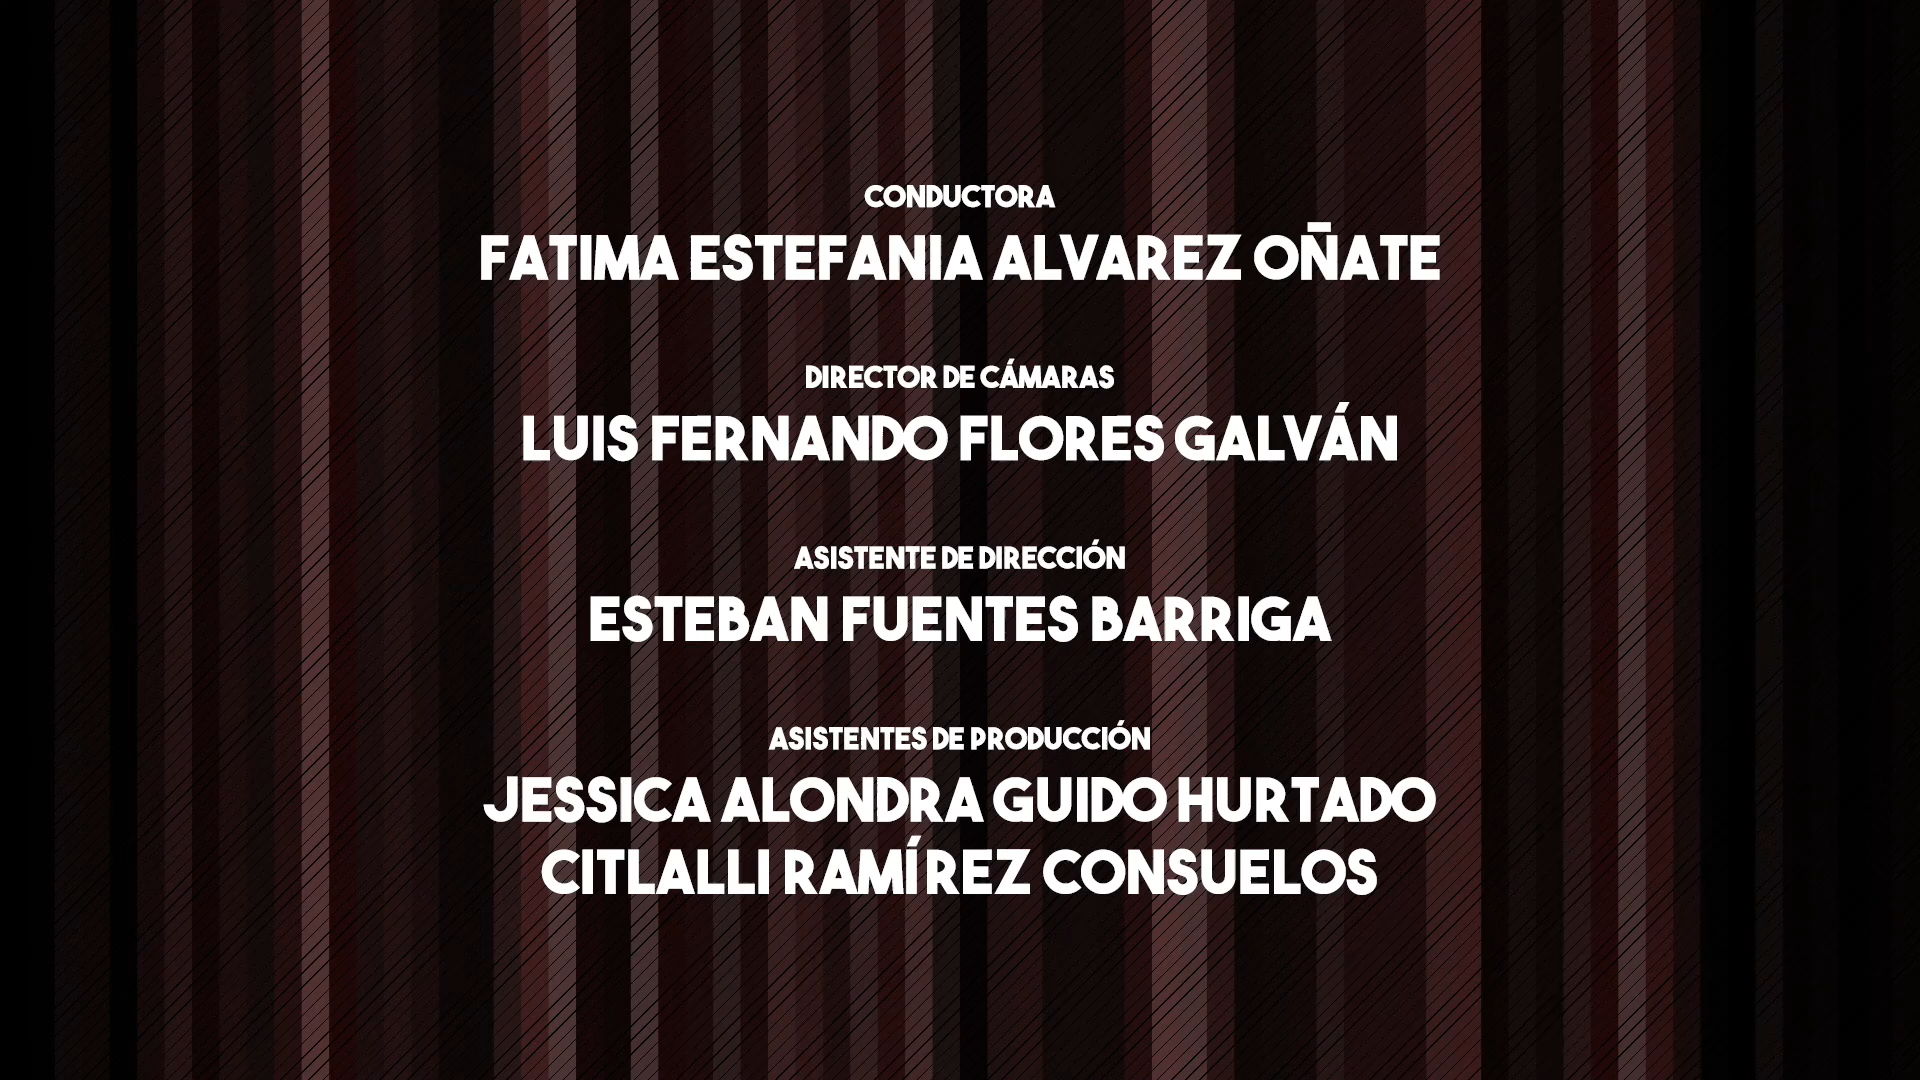 CONDUCTORA
FATIMA ESTEFANIA ALVAREZ OÑATE
DIRECTOR DE CÁMARAS
LUIS FERNANDO FLORES GALVÁN
ASISTENTE DE DIRECCIÓN
ESTEBAN FUENTES BARRIGA
ASISTENTES DE PRODUCCIÓN
JESSICA ALONDRA GUIDO HURTADO
CITLALLI RAMÍREZ CONSUELOS